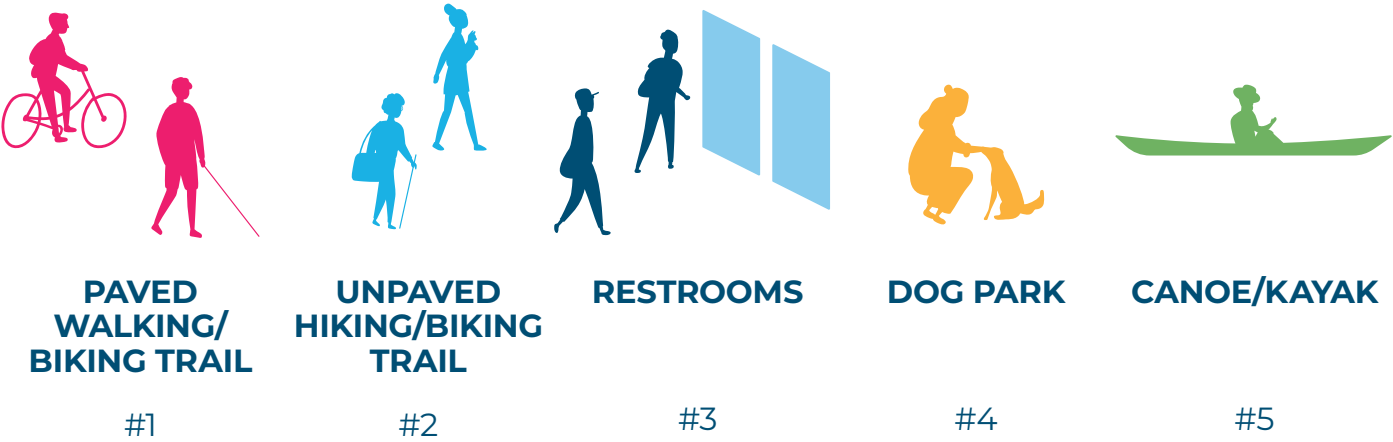 PAVED
WALKING/
BIKING TRAIL
#1
UNPAVED
HIKING/BIKING
TRAIL
#2
RESTROOMS
#3
DOG PARK
#4
CANOE/KAYAK
#5